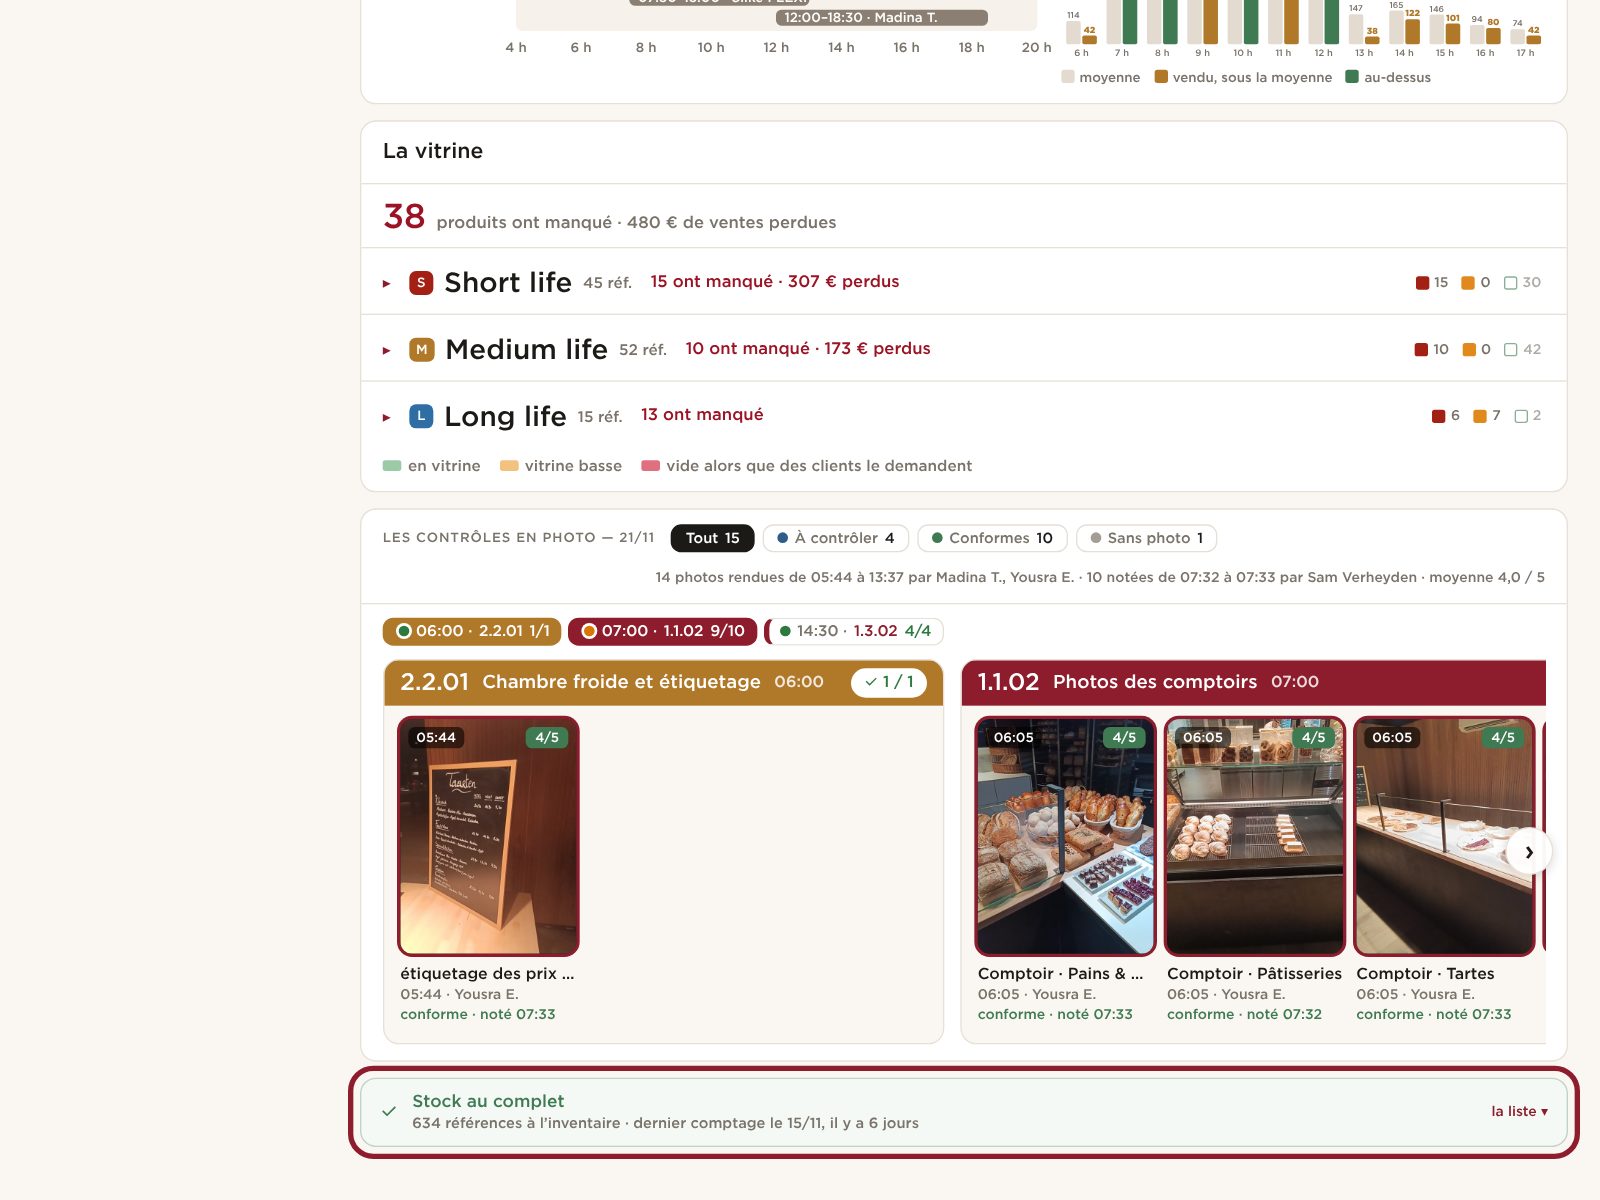 12:00–18:30 · Madina T.
4 h 6 h 8 h 10 h 12 h 14 h 16 h 18 h 20 h
114 42 147 38 165 122 146 101 94 80 74 42
6 h 7 h 8 h 9 h 10 h 11 h 12 h 13 h 14 h 15 h 16 h 17 h
moyenne vendu, sous la moyenne au-dessus
La vitrine
38 produits ont manqué · 480 € de ventes perdues
▸ S Short life 45 réf. 15 ont manqué · 307 € perdus 15 0 30
▸ M Medium life 52 réf. 10 ont manqué · 173 € perdus 10 0 42
▸ L Long life 15 réf. 13 ont manqué 6 7 2
en vitrine vitrine basse vide alors que des clients le demandent
LES CONTRÔLES EN PHOTO — 21/11 Tout 15 À contrôler 4 Conformes 10 Sans photo 1
14 photos rendues de 05:44 à 13:37 par Madina T., Yousra E. · 10 notées de 07:32 à 07:33 par Sam Verheyden · moyenne 4,0 / 5
06:00 · 2.2.01 1/1 07:00 · 1.1.02 9/10 14:30 · 1.3.02 4/4
2.2.01 Chambre froide et étiquetage 06:00 ✓ 1 / 1
05:44 4/5
Taarten
étiquetage des prix ...
05:44 · Yousra E.
conforme · noté 07:33
1.1.02 Photos des comptoirs 07:00
06:05 4/5 06:05 4/5 06:05 4/5
›
Comptoir · Pains & ... Comptoir · Pâtisseries Comptoir · Tartes
06:05 · Yousra E. 06:05 · Yousra E. 06:05 · Yousra E.
conforme · noté 07:33 conforme · noté 07:32 conforme · noté 07:33
✓ Stock au complet
634 références à l'inventaire · dernier comptage le 15/11, il y a 6 jours
la liste ▾